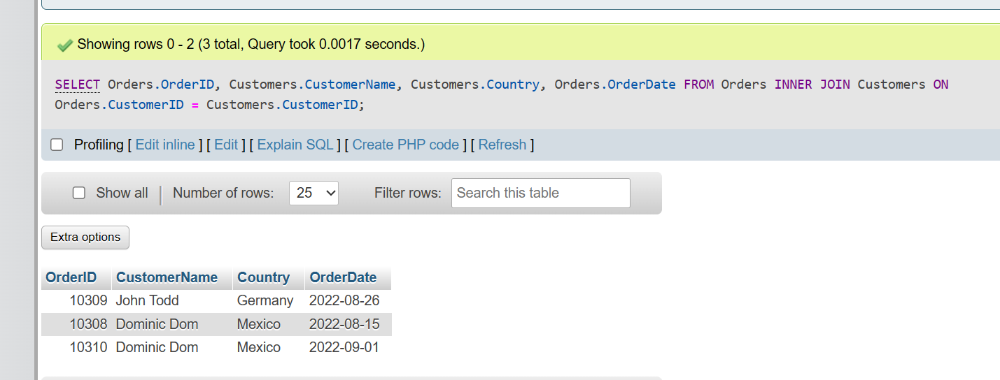 Showing rows 0 - 2 (3 total, Query took 0.0017 seconds.)
SELECT Orders.OrderID, Customers.CustomerName, Customers.Country, Orders.OrderDate FROM Orders INNER JOIN Customers ON
Orders.CustomerID = Customers.CustomerID;
Profiling [ Edit inline ] [ Edit ] [ Explain SQL ] [ Create PHP code ] [ Refresh ]
Show all | Number of rows: 25 Filter rows: Search this table
Extra options
OrderID CustomerName Country OrderDate
10309 John Todd Germany 2022-08-26
10308 Dominic Dom Mexico 2022-08-15
10310 Dominic Dom Mexico 2022-09-01